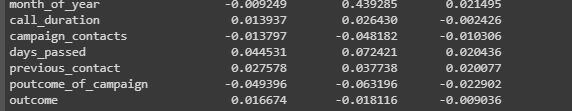 month_of_year -0.009249 0.439285 0.021495
call_duration 0.013937 0.026430 -0.002426
campaign_contacts -0.013797 -0.048182 -0.010306
days_passed 0.044531 0.072421 0.020436
previous_contact 0.027578 0.037738 0.020077
poutcome_of_campaign -0.049396 -0.063196 -0.022902
outcome 0.016674 -0.018116 -0.009036